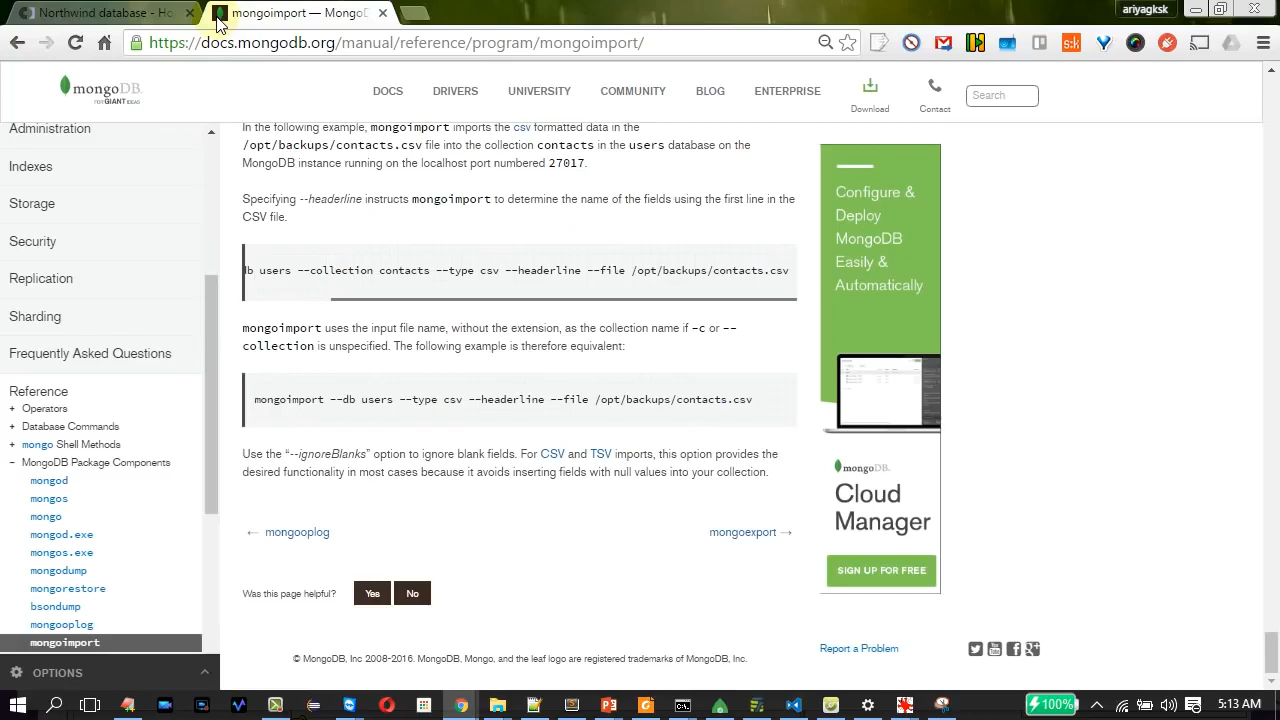 Northwind database - Ho
mongoimport — MongoD
ariyagksk
https://docs.mongodb.org/manual/reference/program/mongoimport/
mongoDB.
FOR GIANT IDEAS
DOCS
DRIVERS
UNIVERSITY
COMMUNITY
BLOG
ENTERPRISE
Download
Contact
Search
Administration
Indexes
Storage
Security
Replication
Sharding
Frequently Asked Questions
Reference
+ Operators
+ Database Commands
+ mongo Shell Methods
− MongoDB Package Components
mongod
mongos
mongo
mongod.exe
mongos.exe
mongodump
mongorestore
bsondump
mongooplog
mongoimport
OPTIONS
In the following example, mongoimport imports the csv formatted data in the
/opt/backups/contacts.csv file into the collection contacts in the users database on the
MongoDB instance running on the localhost port numbered 27017.
Specifying --headerline instructs mongoimport to determine the name of the fields using the first line in the
CSV file.
db users --collection contacts --type csv --headerline --file /opt/backups/contacts.csv
mongoimport uses the input file name, without the extension, as the collection name if -c or --
collection is unspecified. The following example is therefore equivalent:
mongoimport --db users --type csv --headerline --file /opt/backups/contacts.csv
Use the “--ignoreBlanks” option to ignore blank fields. For CSV and TSV imports, this option provides the
desired functionality in most cases because it avoids inserting fields with null values into your collection.
← mongooplog
mongoexport →
Was this page helpful?
Yes
No
© MongoDB, Inc 2008-2016. MongoDB, Mongo, and the leaf logo are registered trademarks of MongoDB, Inc.
Configure &
Deploy
MongoDB
Easily &
Automatically
mongoDB.
Cloud
Manager
SIGN UP FOR FREE
Report a Problem
100%
5:13 AM